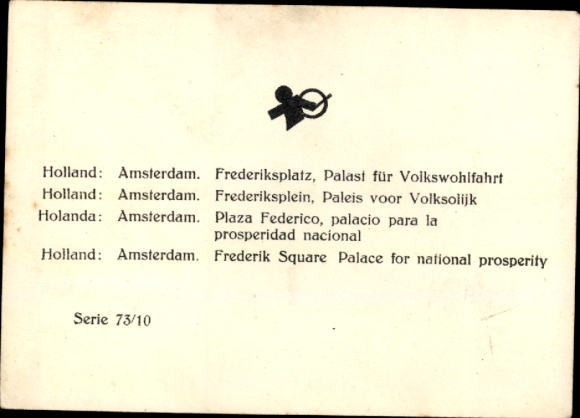 Holland: Amsterdam. Frederiksplatz, Palast für Volkswohlfahrt
Holland: Amsterdam. Frederiksplein, Paleis voor Volksolijk
Holanda: Amsterdam. Plaza Federico, palacio para la
prosperidad nacional
Holland: Amsterdam. Frederik Square Palace for national prosperity
Serie 73/10